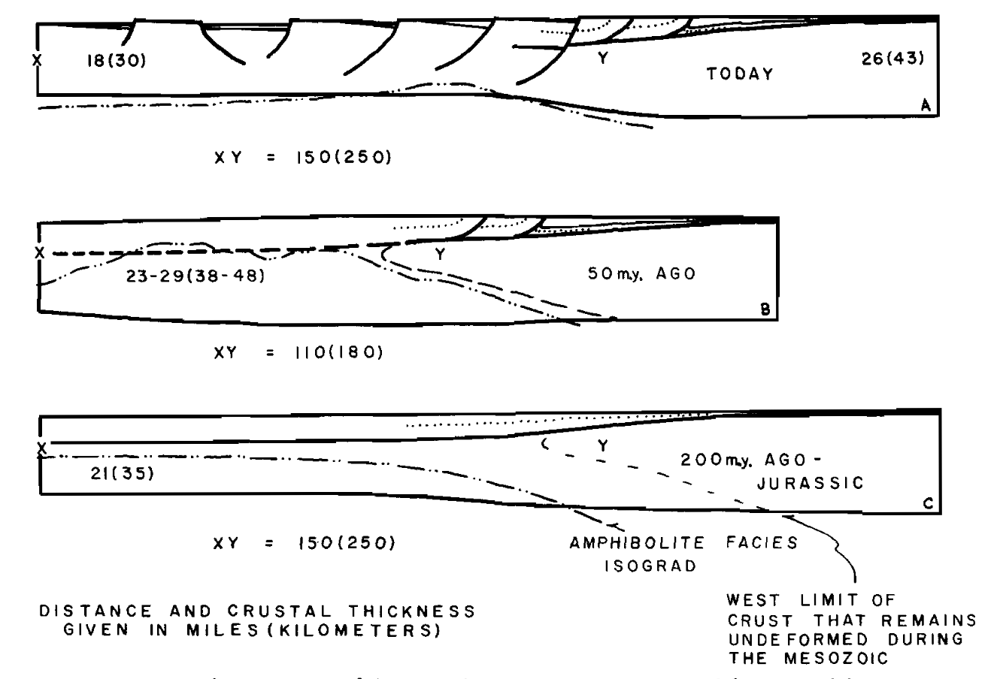 X
18(30)
Y
TODAY
26(43)
A
XY = 150(250)
X
23-29(38-48)
Y
50 m.y. AGO
B
XY = 110(180)
X
21(35)
Y
200 m.y. AGO -
JURASSIC
C
XY = 150(250)
AMPHIBOLITE FACIES
ISOGRAD
DISTANCE AND CRUSTAL THICKNESS
GIVEN IN MILES (KILOMETERS)
WEST LIMIT OF
CRUST THAT REMAINS
UNDEFORMED DURING
THE MESOZOIC